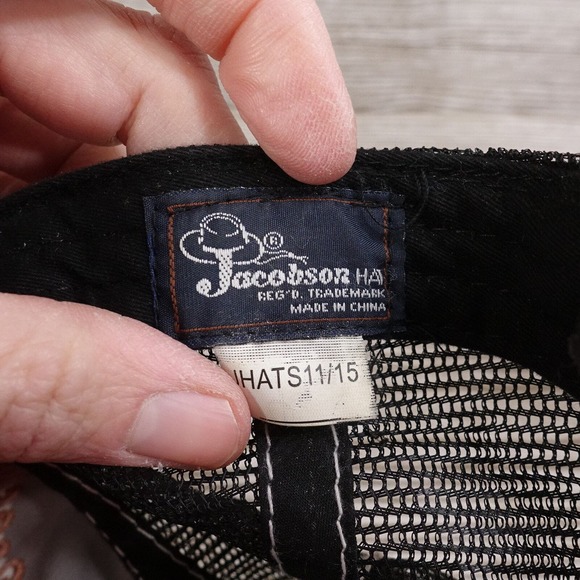 ®
Jacobson HA
REG'D. TRADEMARK
MADE IN CHINA
HATS11/15